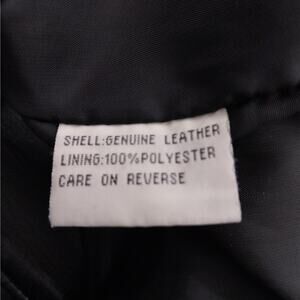 SHELL:GENUINE LEATHER
LINING:100%POLYESTER
CARE ON REVERSE